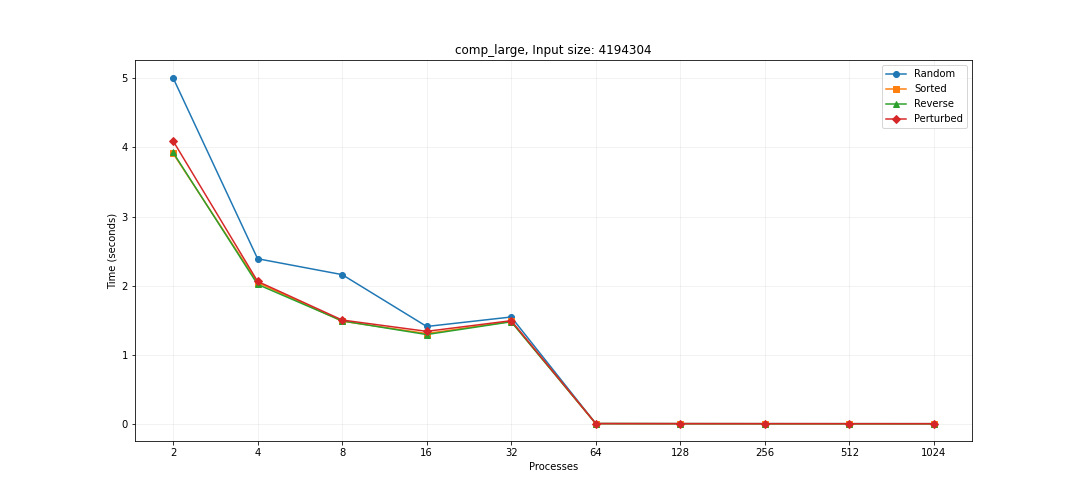 comp_large, Input size: 4194304
Random
Sorted
Reverse
Perturbed
Time (seconds)
5
4
3
2
1
0
2 4 8 16 32 64 128 256 512 1024
Processes